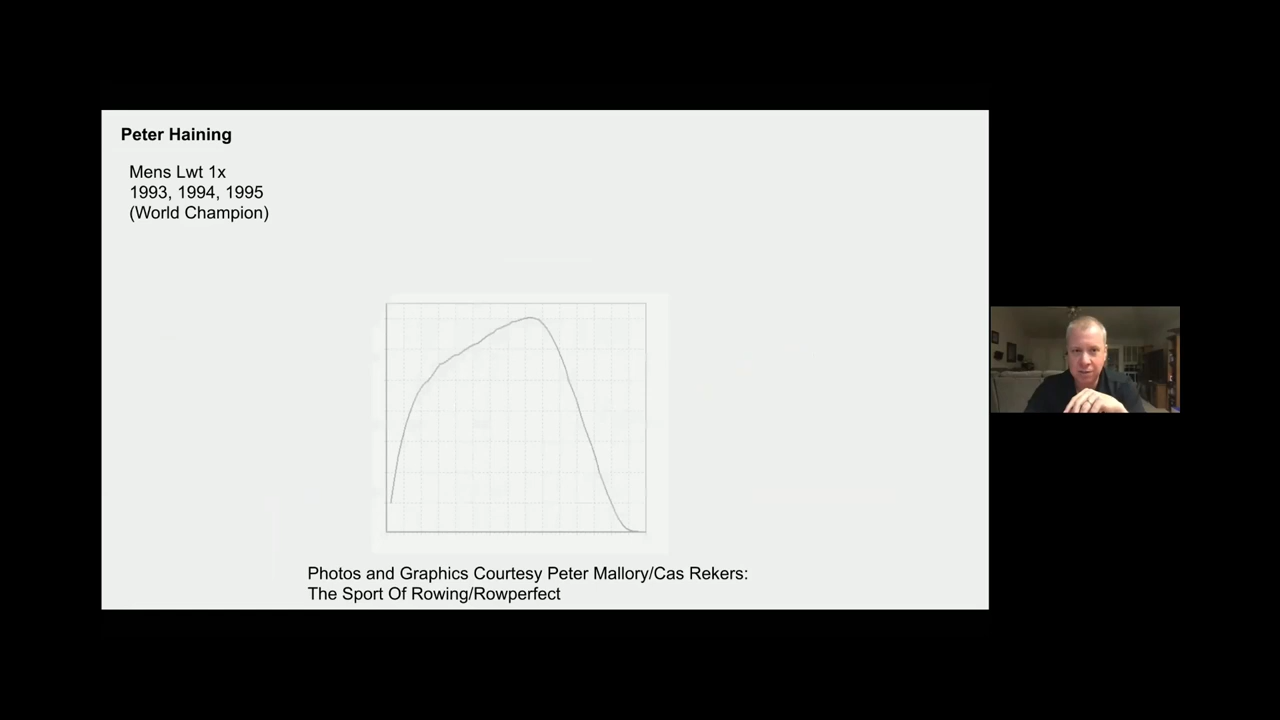 Peter Haining
Mens Lwt 1x
1993, 1994, 1995
(World Champion)
Photos and Graphics Courtesy Peter Mallory/Cas Rekers:
The Sport Of Rowing/Rowperfect